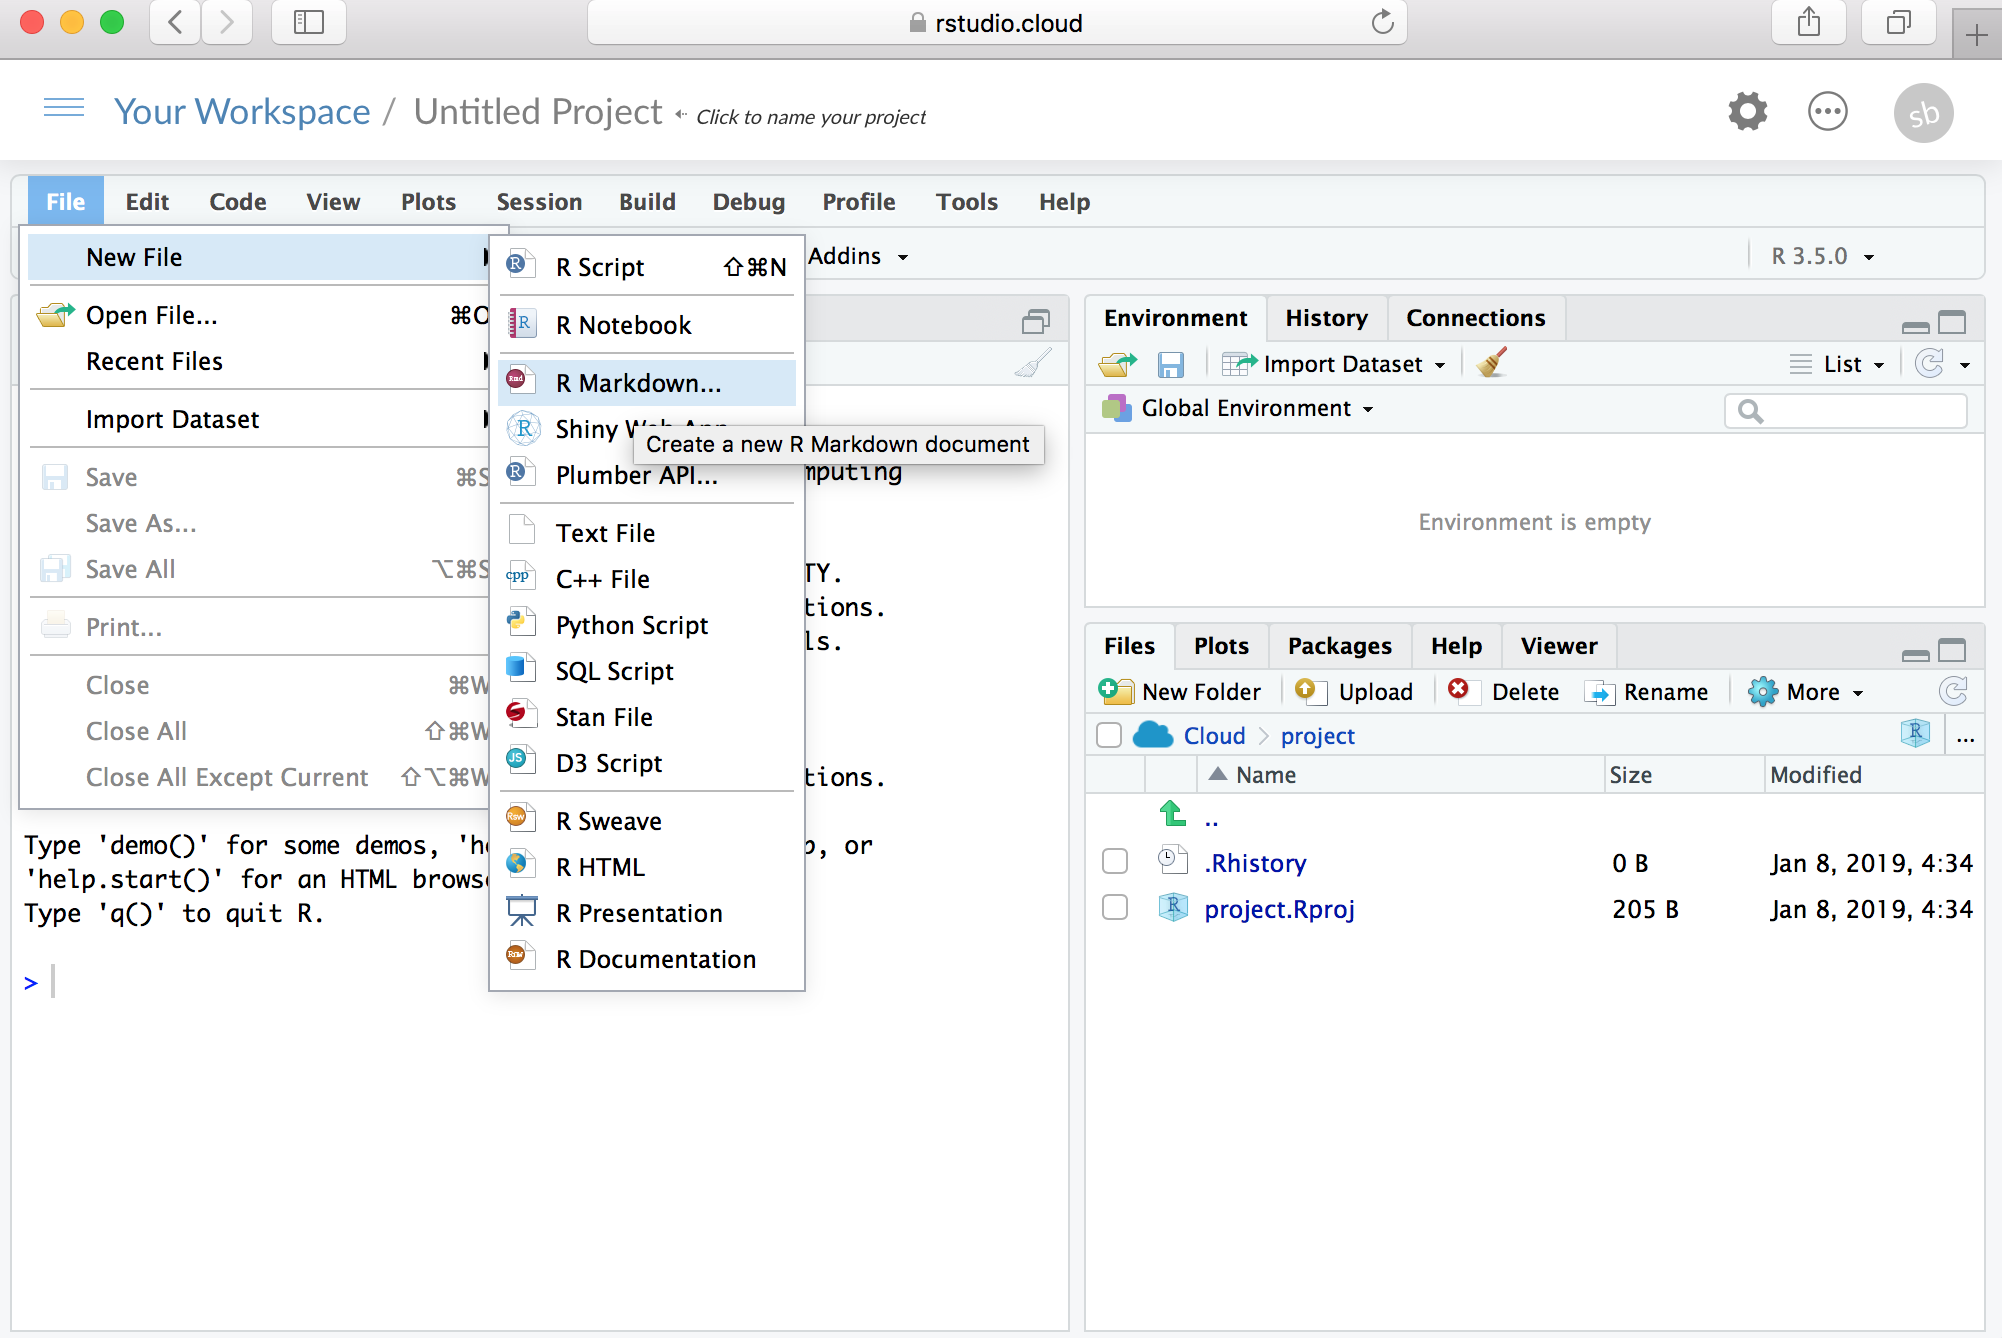 rstudio.cloud
Your Workspace / Untitled Project Click to name your project
sb
File Edit Code View Plots Session Build Debug Profile Tools Help
Addins
R 3.5.0
New File
Open File... ⌘O
Recent Files
Import Dataset
Save ⌘S
Save As...
Save All ⌥⌘S
Print...
Close ⌘W
Close All ⇧⌘W
Close All Except Current ⇧⌥⌘W
R Script ⇧⌘N
R Notebook
R Markdown...
Shiny Web App
Create a new R Markdown document
Plumber API...
Text File
C++ File
Python Script
SQL Script
Stan File
D3 Script
R Sweave
R HTML
R Presentation
R Documentation
mputing
TY.
tions.
ls.
tions.
Type 'demo()' for some demos, 'he p, or
'help.start()' for an HTML browse
Type 'q()' to quit R.
>
Environment History Connections
Import Dataset List
Global Environment
Environment is empty
Files Plots Packages Help Viewer
New Folder Upload Delete Rename More
Cloud > project ...
Name Size Modified
..
.Rhistory 0 B Jan 8, 2019, 4:34
project.Rproj 205 B Jan 8, 2019, 4:34